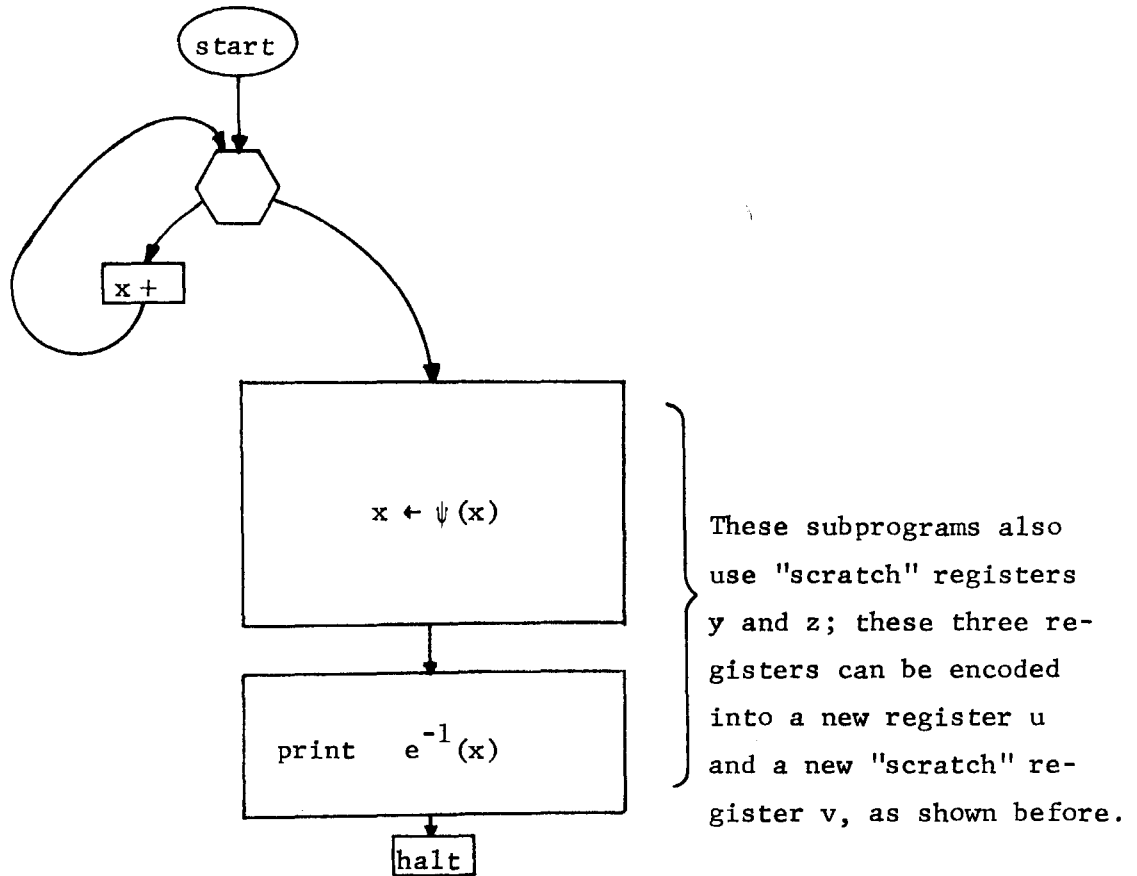 start
x +
x ← ψ(x)
These subprograms also
use "scratch" registers
y and z; these three re-
gisters can be encoded
into a new register u
and a new "scratch" re-
gister v, as shown before.
print e⁻¹(x)
halt